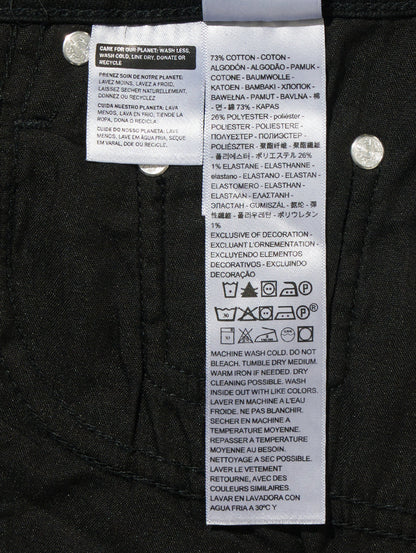 CARE FOR OUR PLANET: WASH LESS,
WASH COLD, LINE DRY, DONATE OR
RECYCLE
PRENEZ SOIN DE NOTRE PLANETE:
LAVEZ MOINS, LAVEZ À FROID,
LAISSEZ SECHER NATURELLEMENT,
DONNEZ OU RECYCLEZ
CUIDA NUESTRO PLANETA: LAVA
MENOS, LAVA EN FRIO, TIENDE LA
ROPA, DONA O RECICLA
CUIDE DO NOSSO PLANETA: LAVE
MENOS, LAVE EM ÁGUA FRIA, SEQUE
EM VARAL, DOE OU RECICLE.
73% COTTON - COTON -
ALGODÓN - ALGODÃO - PAMUK -
COTONE - BAUMWOLLE -
KATOEN - BAMBAKI - ХЛОПОК -
BAWEŁNA - PAMUT - BAVLNA - 棉
- 면 - 綿 73% - KAPAS
26% POLYESTER - poliéster -
POLYESTER - POLIESTERE -
ПОЛИЭСТЕР - POLIESZTER -
POLIÉSZTER - 聚酯纤维 - 聚酯纖維
- 폴리에스터 - ポリエステル 26%
1% ELASTANE - ELASTHANNE -
elastano - ELASTANO - ELASTAN -
ELASTOMERO - ELASTHAN -
ELASTAAN - ΕΛΑΣΤΑΝΗ -
ЭЛАСТАН - GUMISZÁL - 氨纶 - 弹
性纤维 - 폴리우레탄 - ポリウレタン
1%
EXCLUSIVE OF DECORATION -
EXCLUANT L'ORNEMENTATION -
EXCLUYENDO ELEMENTOS
DECORATIVOS - EXCLUINDO
DECORAÇÃO
MACHINE WASH COLD. DO NOT
BLEACH. TUMBLE DRY MEDIUM.
WARM IRON IF NEEDED. DRY
CLEANING POSSIBLE. WASH
INSIDE OUT WITH LIKE COLORS.
LAVER EN MACHINE A L'EAU
FROIDE. NE PAS BLANCHIR.
SECHER EN MACHINE A
TEMPERATURE MOYENNE.
REPASSER A TEMPERATURE
MOYENNE AU BESOIN.
NETTOYAGE A SEC POSSIBLE.
LAVER LE VETEMENT
RETOURNE, AVEC DES
COULEURS SIMILAIRES.
LAVAR EN LAVADORA CON
AGUA FRIA A 30ºC Y